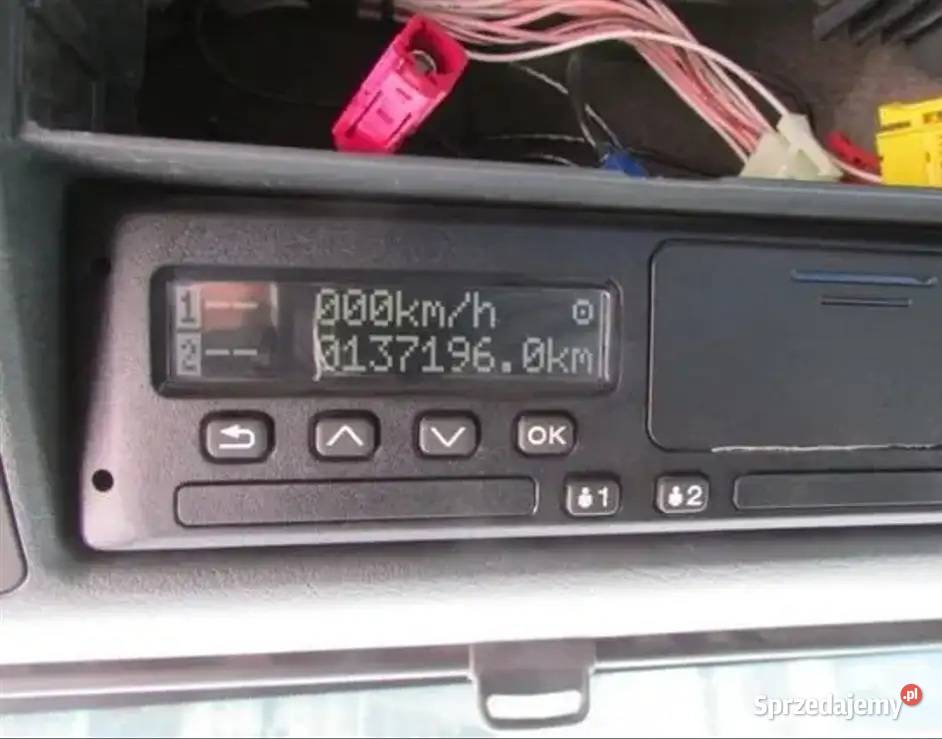 1 -- 000km/h
2 -- 0137196.0km
OK
1 2
Sprzedajemy.pl